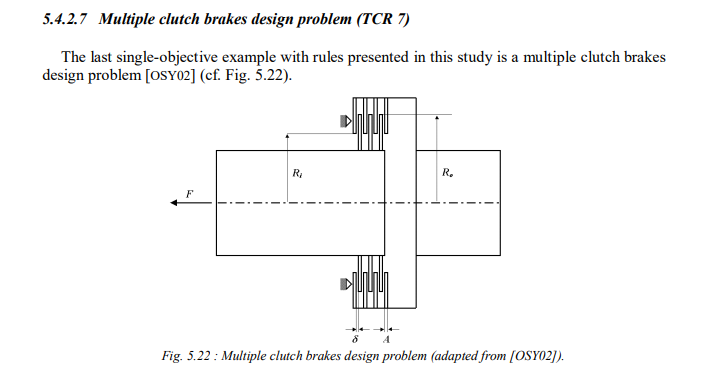 5.4.2.7 Multiple clutch brakes design problem (TCR 7)
The last single-objective example with rules presented in this study is a multiple clutch brakes
design problem [OSY02] (cf. Fig. 5.22).
Ri
Ro
F
δ A
Fig. 5.22 : Multiple clutch brakes design problem (adapted from [OSY02]).